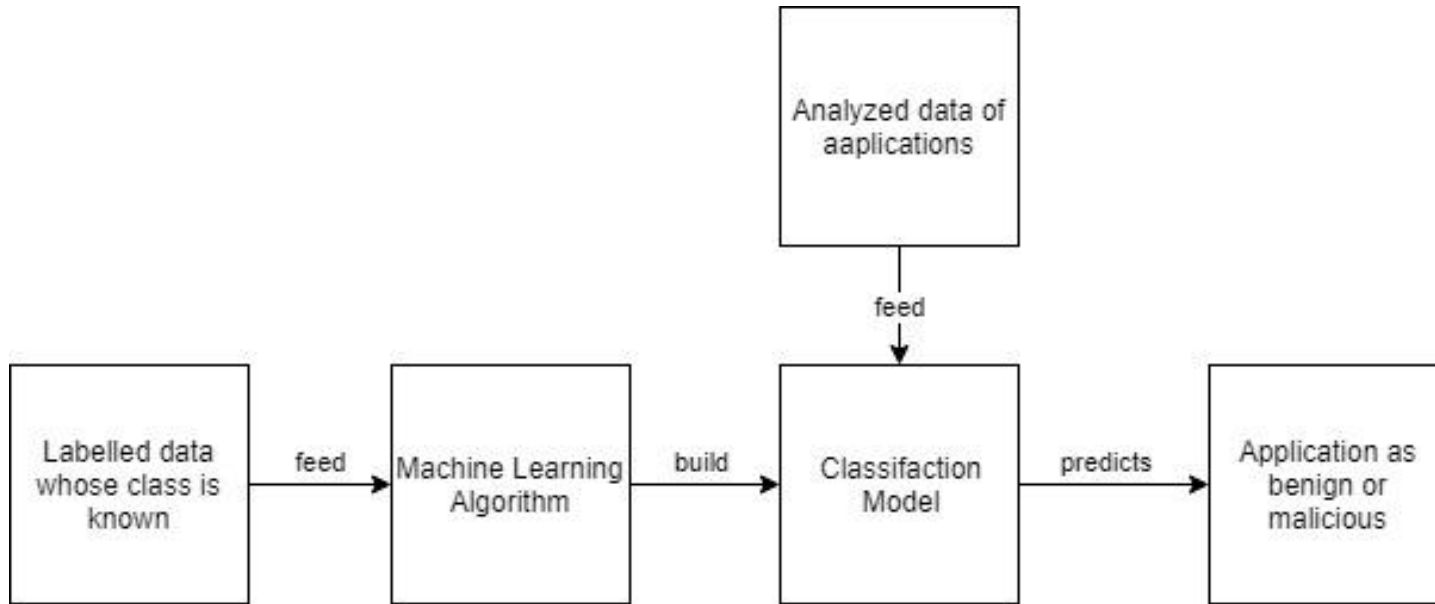 Analyzed data of
aaplications
feed
Labelled data
whose class is
known
feed
Machine Learning
Algorithm
build
Classifaction
Model
predicts
Application as
benign or
malicious